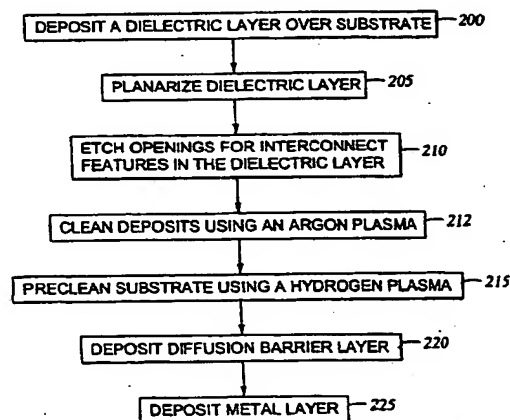 DEPOSIT A DIELECTRIC LAYER OVER SUBSTRATE 200
PLANARIZE DIELECTRIC LAYER 205
ETCH OPENINGS FOR INTERCONNECT
FEATURES IN THE DIELECTRIC LAYER 210
CLEAN DEPOSITS USING AN ARGON PLASMA 212
PRECLEAN SUBSTRATE USING A HYDROGEN PLASMA 215
DEPOSIT DIFFUSION BARRIER LAYER 220
DEPOSIT METAL LAYER 225